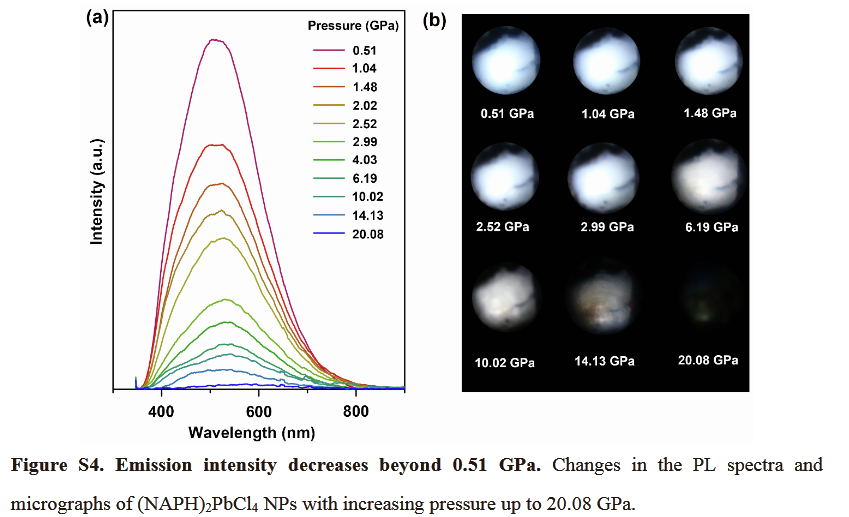 (a)
Pressure (GPa)
0.51
1.04
1.48
2.02
2.52
2.99
4.03
6.19
10.02
14.13
20.08
Intensity (a.u.)
400 600 800
Wavelength (nm)
(b)
0.51 GPa 1.04 GPa 1.48 GPa
2.52 GPa 2.99 GPa 6.19 GPa
10.02 GPa 14.13 GPa 20.08 GPa
Figure S4. Emission intensity decreases beyond 0.51 GPa. Changes in the PL spectra and
micrographs of (NAPH)₂PbCl₄ NPs with increasing pressure up to 20.08 GPa.